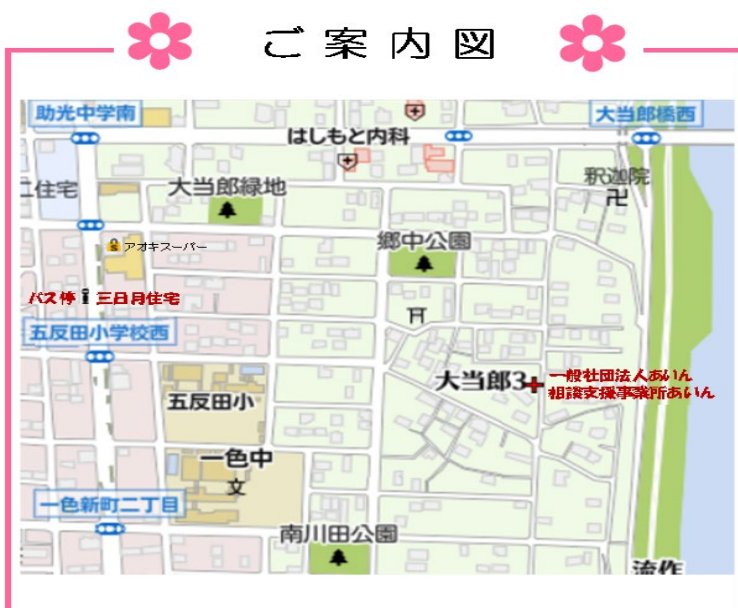 ご案内図
助光中学南
大当郎橋西
はしもと内科
二住宅
大当郎緑地
釈迦院
卍
アオキスーパー
郷中公園
バス停
三日月住宅
五反田小学校西
大当郎3
一般社団法人あいん
相談支援事業所あいん
五反田小
一色中
文
一色新町二丁目
南川田公園
流作